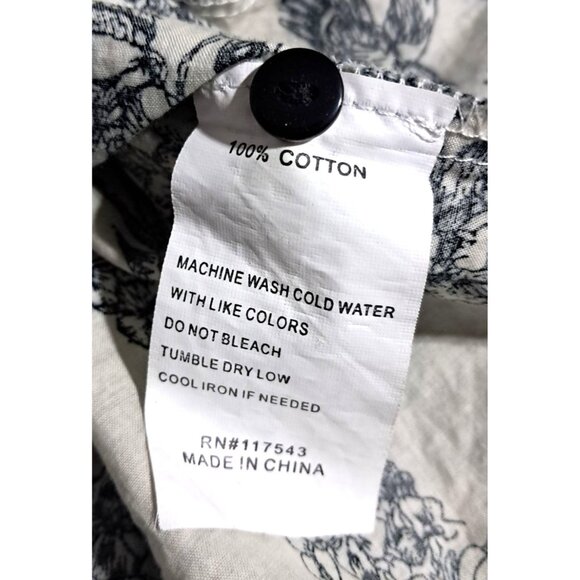 100% COTTON
MACHINE WASH COLD WATER
WITH LIKE COLORS
DO NOT BLEACH
TUMBLE DRY LOW
COOL IRON IF NEEDED
RN#117543
MADE IN CHINA